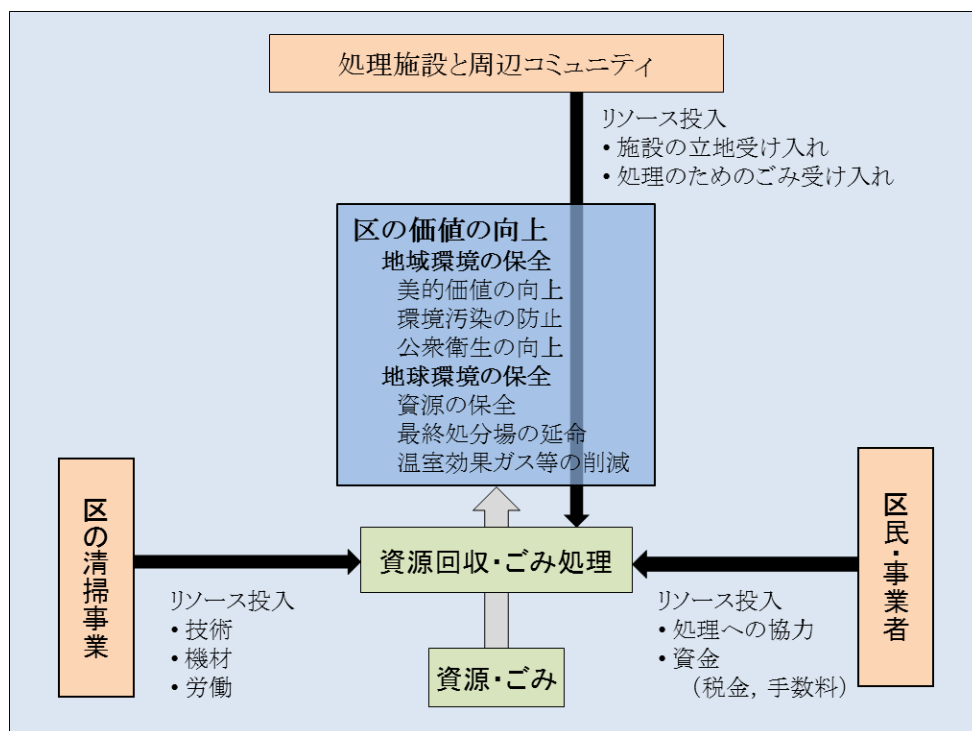 処理施設と周辺コミュニティ
リソース投入
・施設の立地受け入れ
・処理のためのごみ受け入れ
区の価値の向上
地域環境の保全
美的価値の向上
環境汚染の防止
公衆衛生の向上
地球環境の保全
資源の保全
最終処分場の延命
温室効果ガス等の削減
区の清掃事業
リソース投入
・技術
・機材
・労働
資源回収・ごみ処理
資源・ごみ
区民・事業者
リソース投入
・処理への協力
・資金
（税金, 手数料）